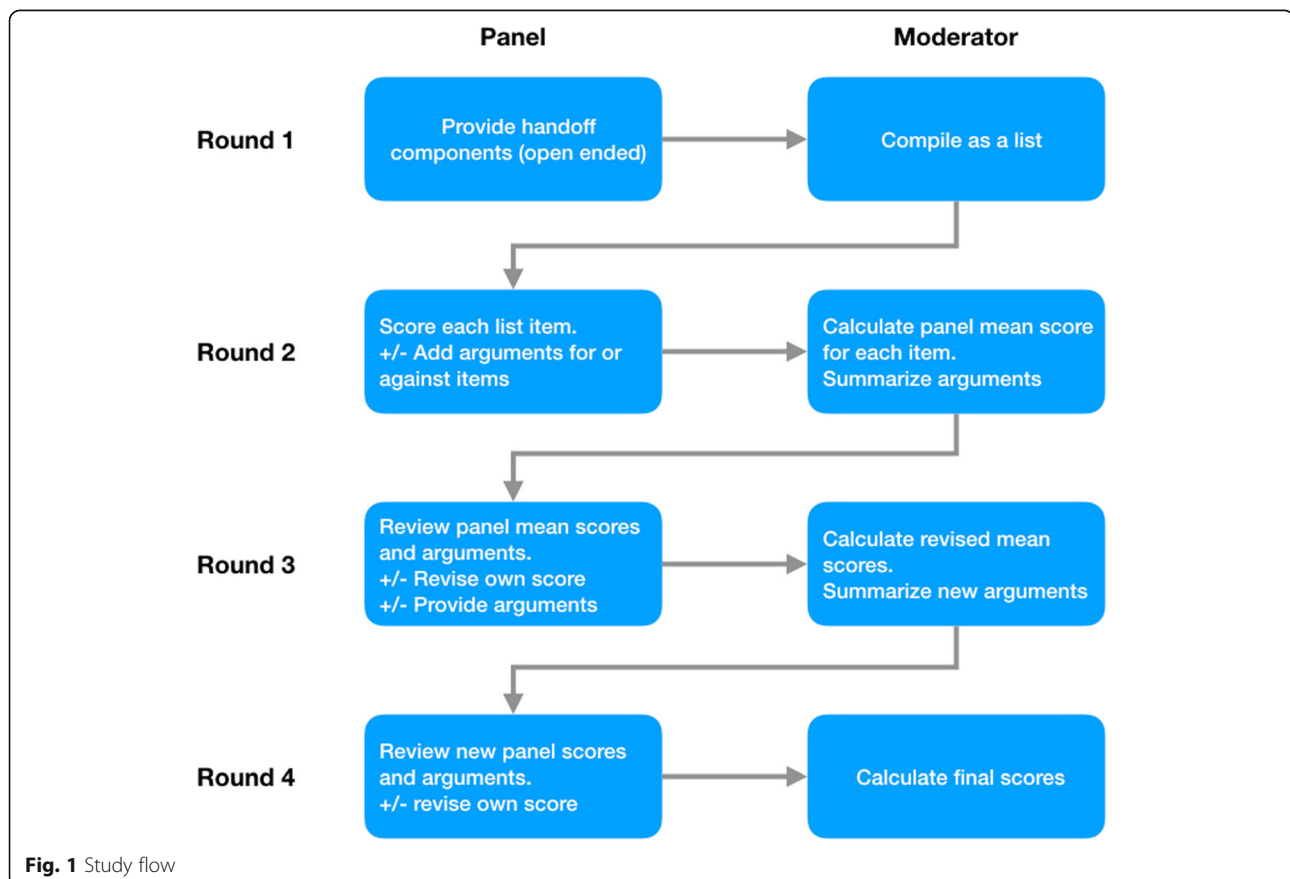 Panel
Moderator
Round 1
Provide handoff
components (open ended)
Compile as a list
Round 2
Score each list item.
+/- Add arguments for or
against items
Calculate panel mean score
for each item.
Summarize arguments
Round 3
Review panel mean scores
and arguments.
+/- Revise own score
+/- Provide arguments
Calculate revised mean
scores.
Summarize new arguments
Round 4
Review new panel scores
and arguments.
+/- revise own score
Calculate final scores
Fig. 1 Study flow